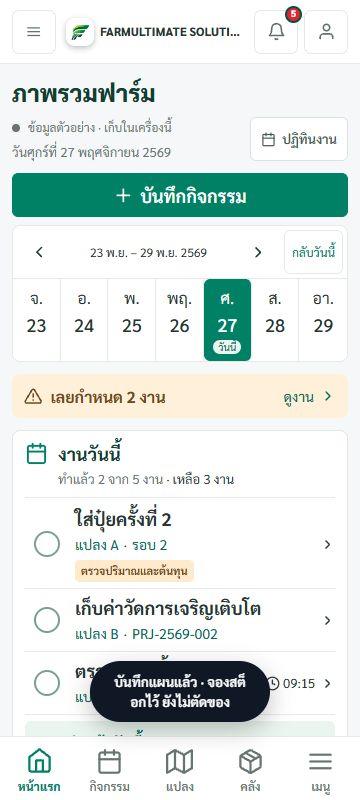 FARMULTIMATE SOLUTI...
5
ภาพรวมฟาร์ม
ข้อมูลตัวอย่าง · เก็บในเครื่องนี้
วันศุกร์ที่ 27 พฤศจิกายน 2569
ปฏิทินงาน
+ บันทึกกิจกรรม
23 พ.ย. – 29 พ.ย. 2569
กลับวันนี้
จ. อ. พ. พฤ. ศ. ส. อา.
23 24 25 26 27 28 29
วันนี้
เลยกำหนด 2 งาน
ดูงาน
งานวันนี้
ทำแล้ว 2 จาก 5 งาน · เหลือ 3 งาน
ใส่ปุ๋ยครั้งที่ 2
แปลง A · รอบ 2
ตรวจปริมาณและต้นทุน
เก็บค่าวัดการเจริญเติบโต
แปลง B · PRJ-2569-002
09:15
บันทึกแผนแล้ว · จองสต็
อกไว้ ยังไม่ตัดของ
หน้าแรก กิจกรรม แปลง คลัง เมนู